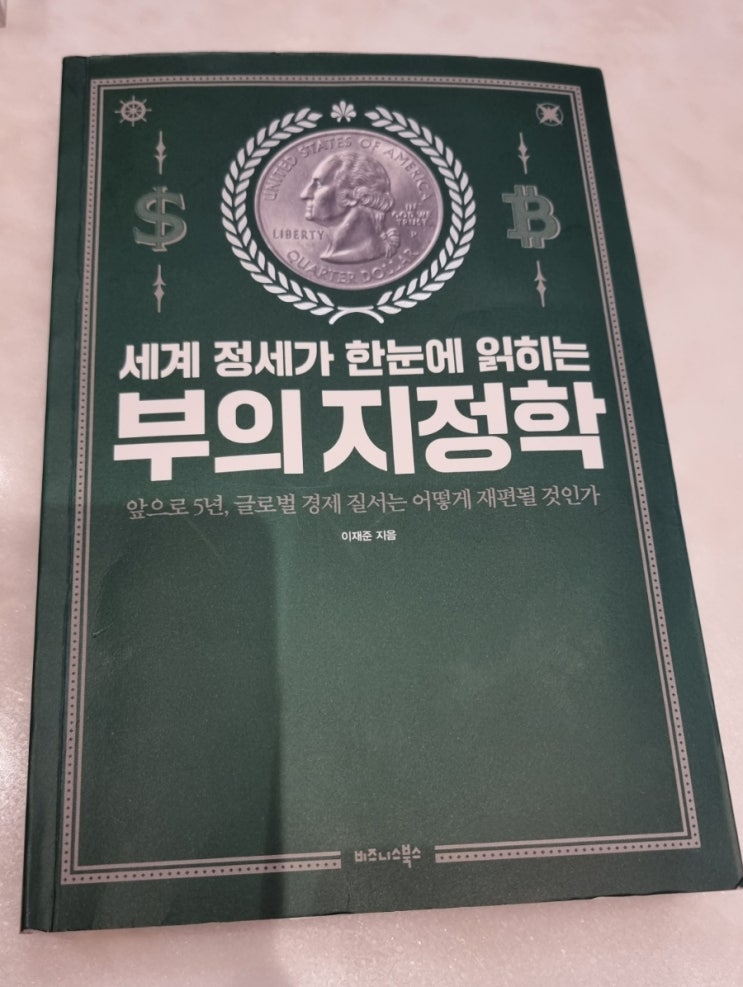 UNITED STATES OF AMERICA
LIBERTY
IN
GOD WE
TRUST
P
QUARTER DOLLAR
세계 정세가 한눈에 읽히는
부의 지정학
앞으로 5년, 글로벌 경제 질서는 어떻게 재편될 것인가
이재준 지음
비즈니스북스